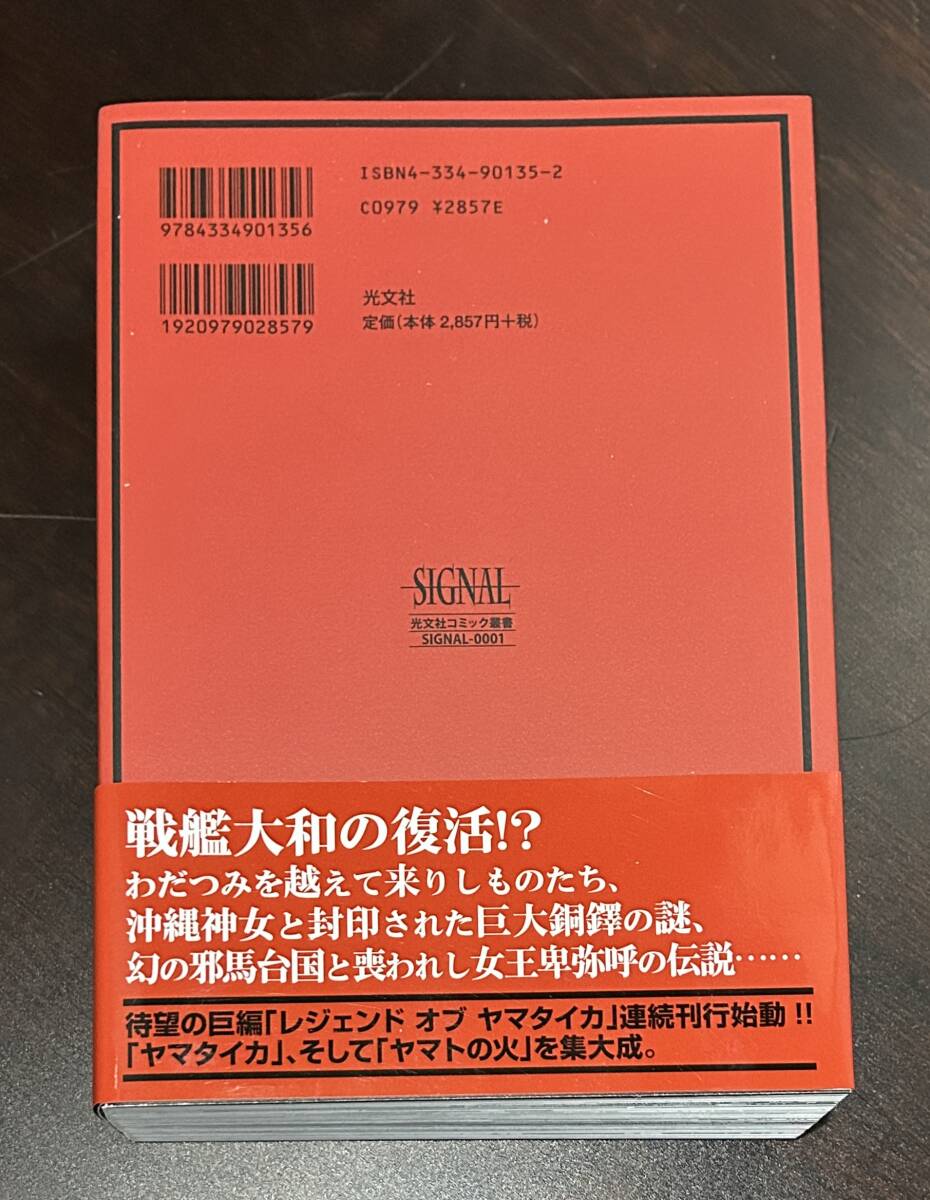 ISBN4-334-90135-2
C0979 ¥2857E
9784334901356
1920979028579
光文社
定価(本体 2,857円+税)
SIGNAL
光文社コミック叢書
SIGNAL-0001
戦艦大和の復活!?
わだつみを越えて来りしものたち、
沖縄神女と封印された巨大銅鐸の謎、
幻の邪馬台国と喪われし女王卑弥呼の伝説……
待望の巨編「レジェンド オブ ヤマタイカ」連続刊行始動!!
「ヤマタイカ」、そして「ヤマトの火」を集大成。